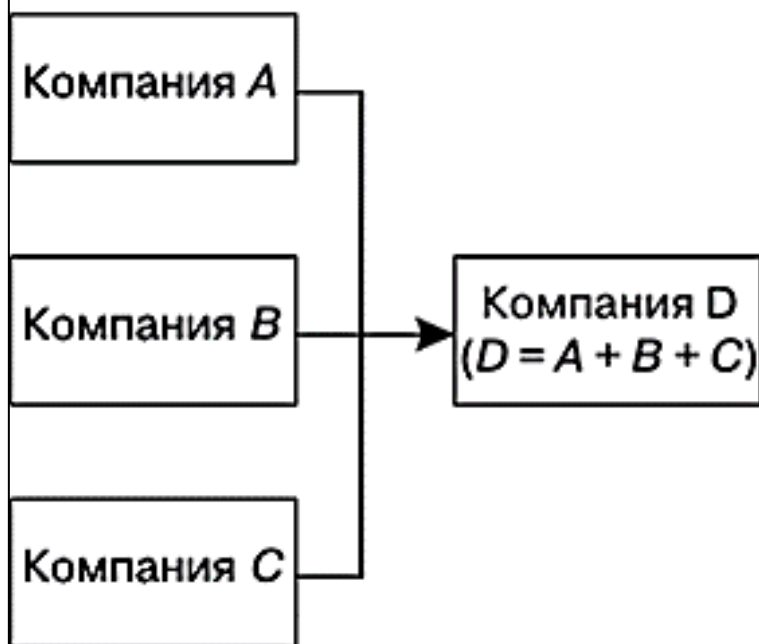 Компания A
Компания B
Компания D
(D = A + B + C)
Компания C